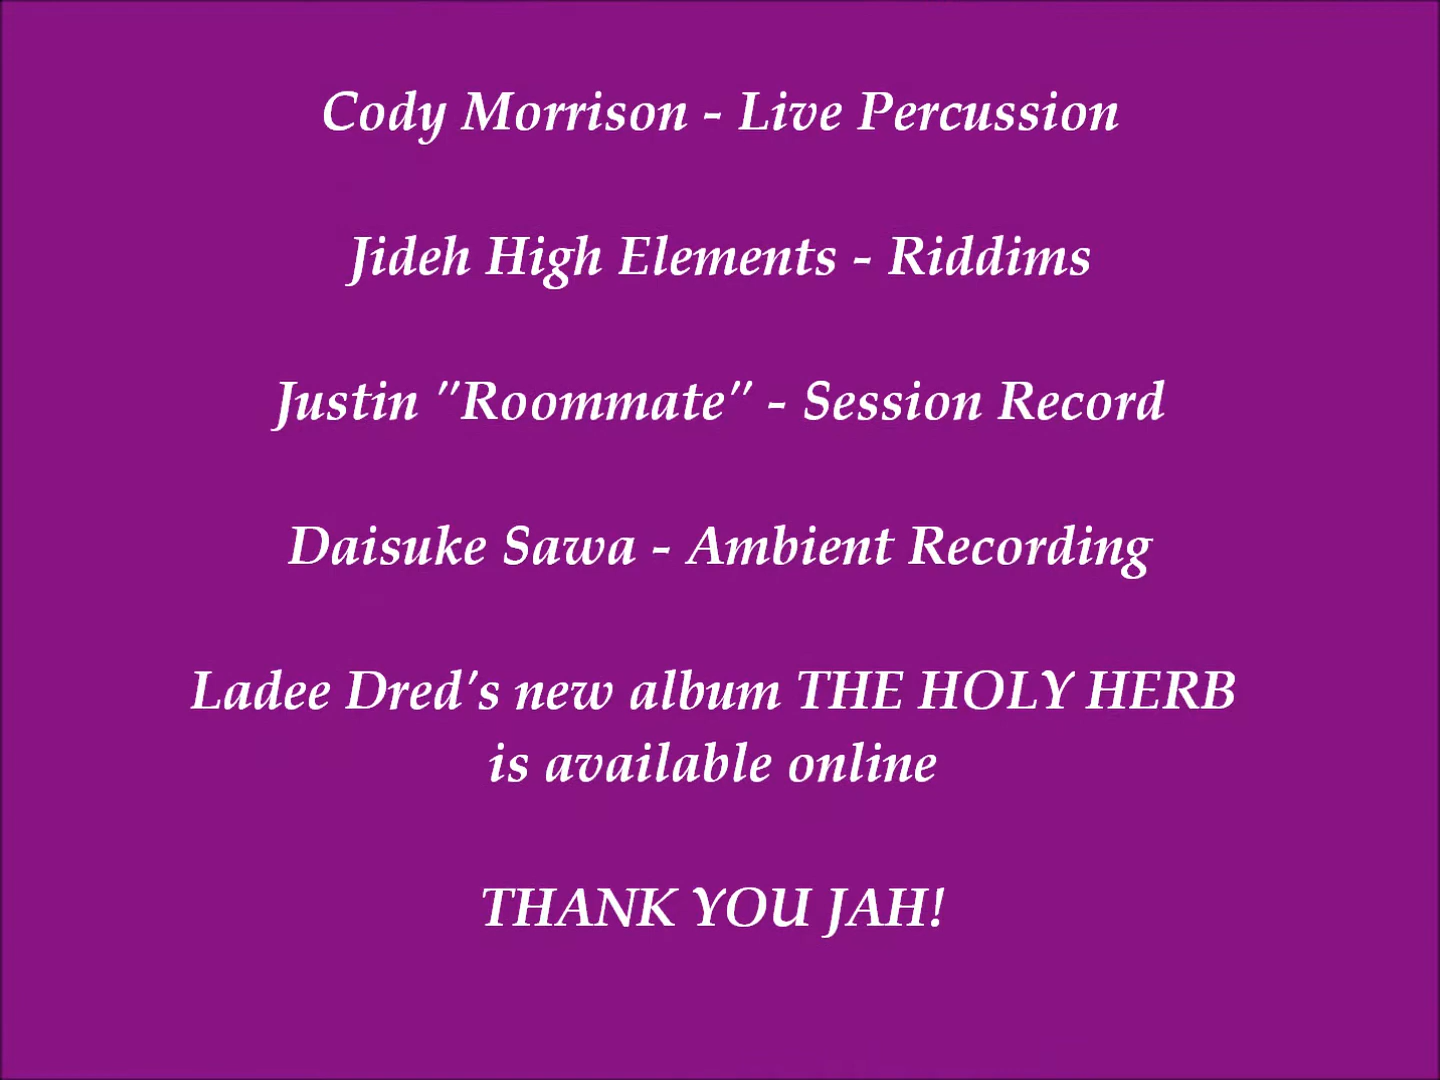 Cody Morrison - Live Percussion
Jideh High Elements - Riddims
Justin "Roommate" - Session Record
Daisuke Sawa - Ambient Recording
Ladee Dred's new album THE HOLY HERB
is available online
THANK YOU JAH!